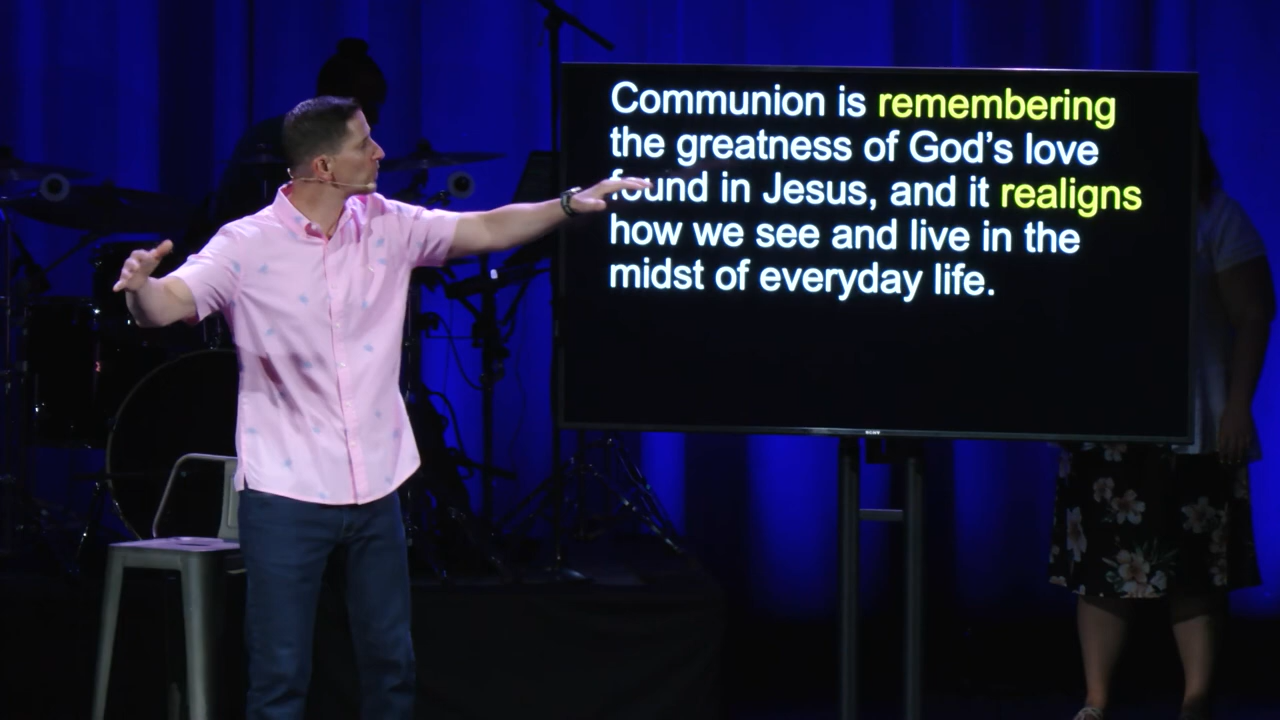 Communion is remembering
the greatness of God’s love
found in Jesus, and it realigns
how we see and live in the
midst of everyday life.
SONY